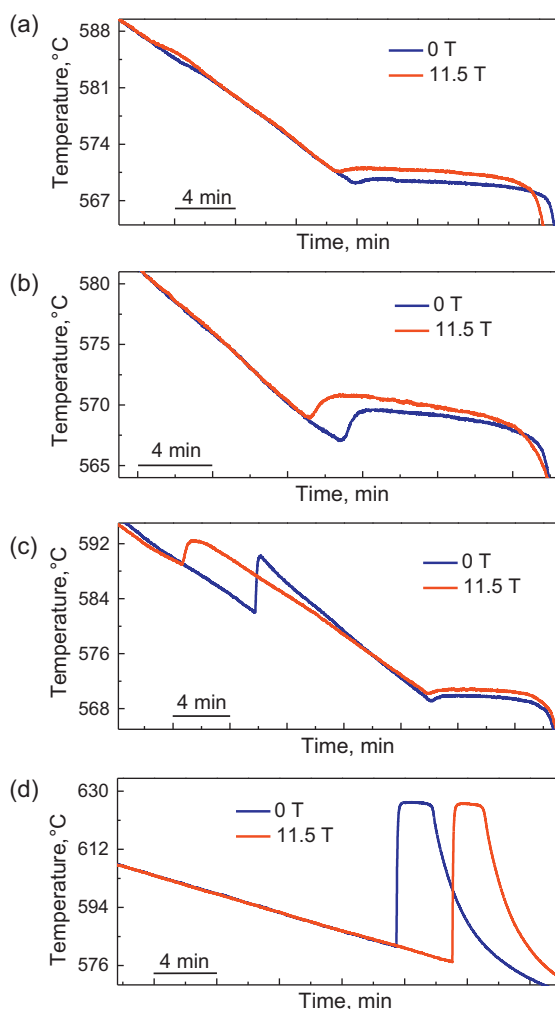 (a)
Temperature,°C
588
581
574
567
0 T
11.5 T
4 min
Time, min
(b)
Temperature,°C
580
575
570
565
0 T
11.5 T
4 min
Time, min
(c)
Temperature,°C
592
584
576
568
0 T
11.5 T
4 min
Time, min
(d)
Temperature,°C
630
612
594
576
0 T
11.5 T
4 min
Time, min